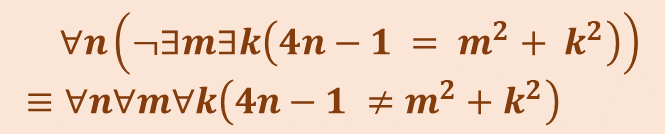 ∀n(¬∃m∃k(4n − 1 = m² + k²))
≡ ∀n∀m∀k(4n − 1 ≠ m² + k²)